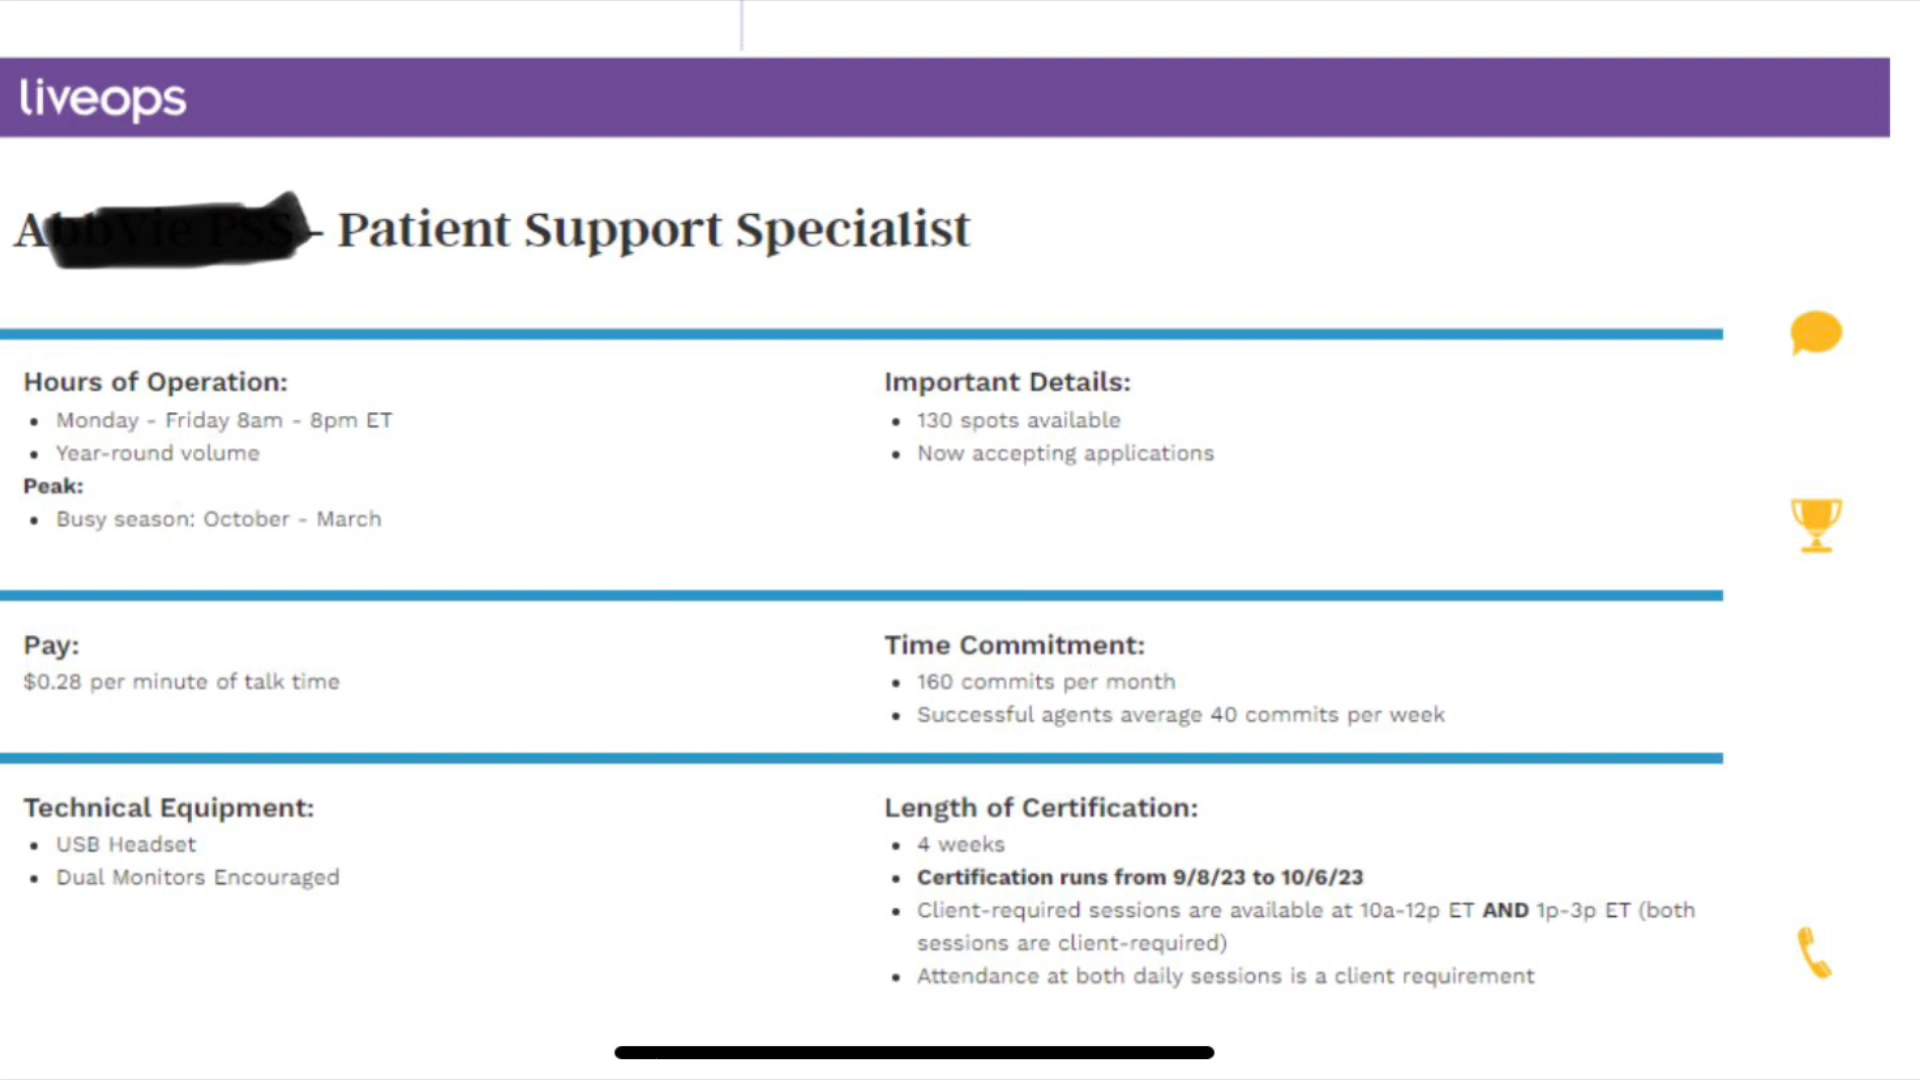 liveops
AbbVie PSS - Patient Support Specialist
Hours of Operation:
• Monday - Friday 8am - 8pm ET
• Year-round volume
Peak:
• Busy season: October - March
Important Details:
• 130 spots available
• Now accepting applications
Pay:
$0.28 per minute of talk time
Time Commitment:
• 160 commits per month
• Successful agents average 40 commits per week
Technical Equipment:
• USB Headset
• Dual Monitors Encouraged
Length of Certification:
• 4 weeks
• Certification runs from 9/8/23 to 10/6/23
• Client-required sessions are available at 10a-12p ET AND 1p-3p ET (both
sessions are client-required)
• Attendance at both daily sessions is a client requirement